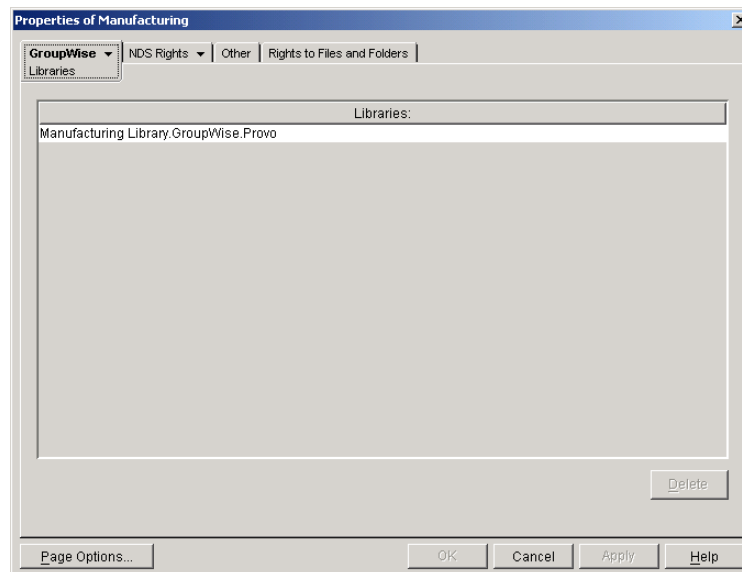 Properties of Manufacturing
GroupWise NDS Rights Other Rights to Files and Folders
Libraries
Libraries:
Manufacturing Library.GroupWise.Provo
Delete
Page Options... OK Cancel Apply Help